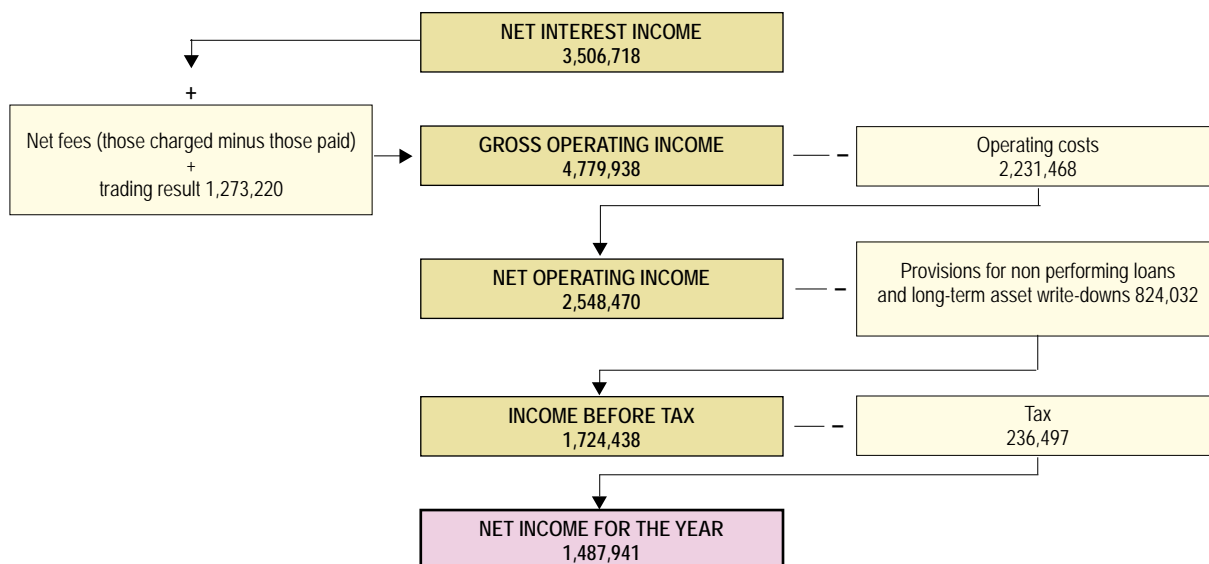 NET INTEREST INCOME
3,506,718
+
Net fees (those charged minus those paid)
+
trading result 1,273,220
GROSS OPERATING INCOME
4,779,938
–
Operating costs
2,231,468
NET OPERATING INCOME
2,548,470
–
Provisions for non performing loans
and long-term asset write-downs 824,032
INCOME BEFORE TAX
1,724,438
–
Tax
236,497
NET INCOME FOR THE YEAR
1,487,941